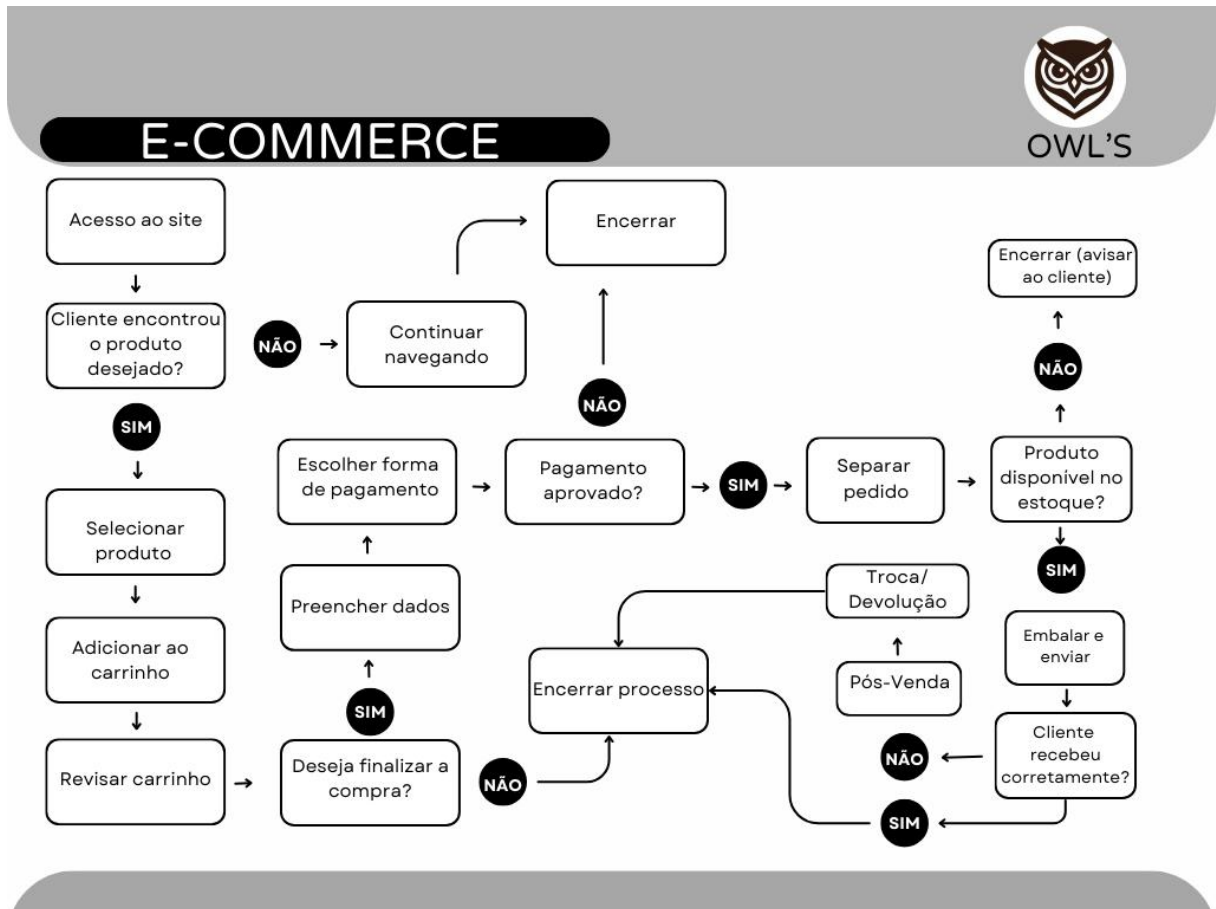 OWL'S
E-COMMERCE
Acesso ao site
Cliente encontrou
o produto
desejado?
NÃO
Continuar
navegando
Encerrar
SIM
Selecionar
produto
Adicionar ao
carrinho
Revisar carrinho
Deseja finalizar a
compra?
NÃO
SIM
Preencher dados
Escolher forma
de pagamento
Pagamento
aprovado?
NÃO
SIM
Separar
pedido
Produto
disponível no
estoque?
NÃO
Encerrar (avisar
ao cliente)
SIM
Embalar e
enviar
Cliente
recebeu
corretamente?
NÃO
Pós-Venda
Troca/
Devolução
SIM
Encerrar processo